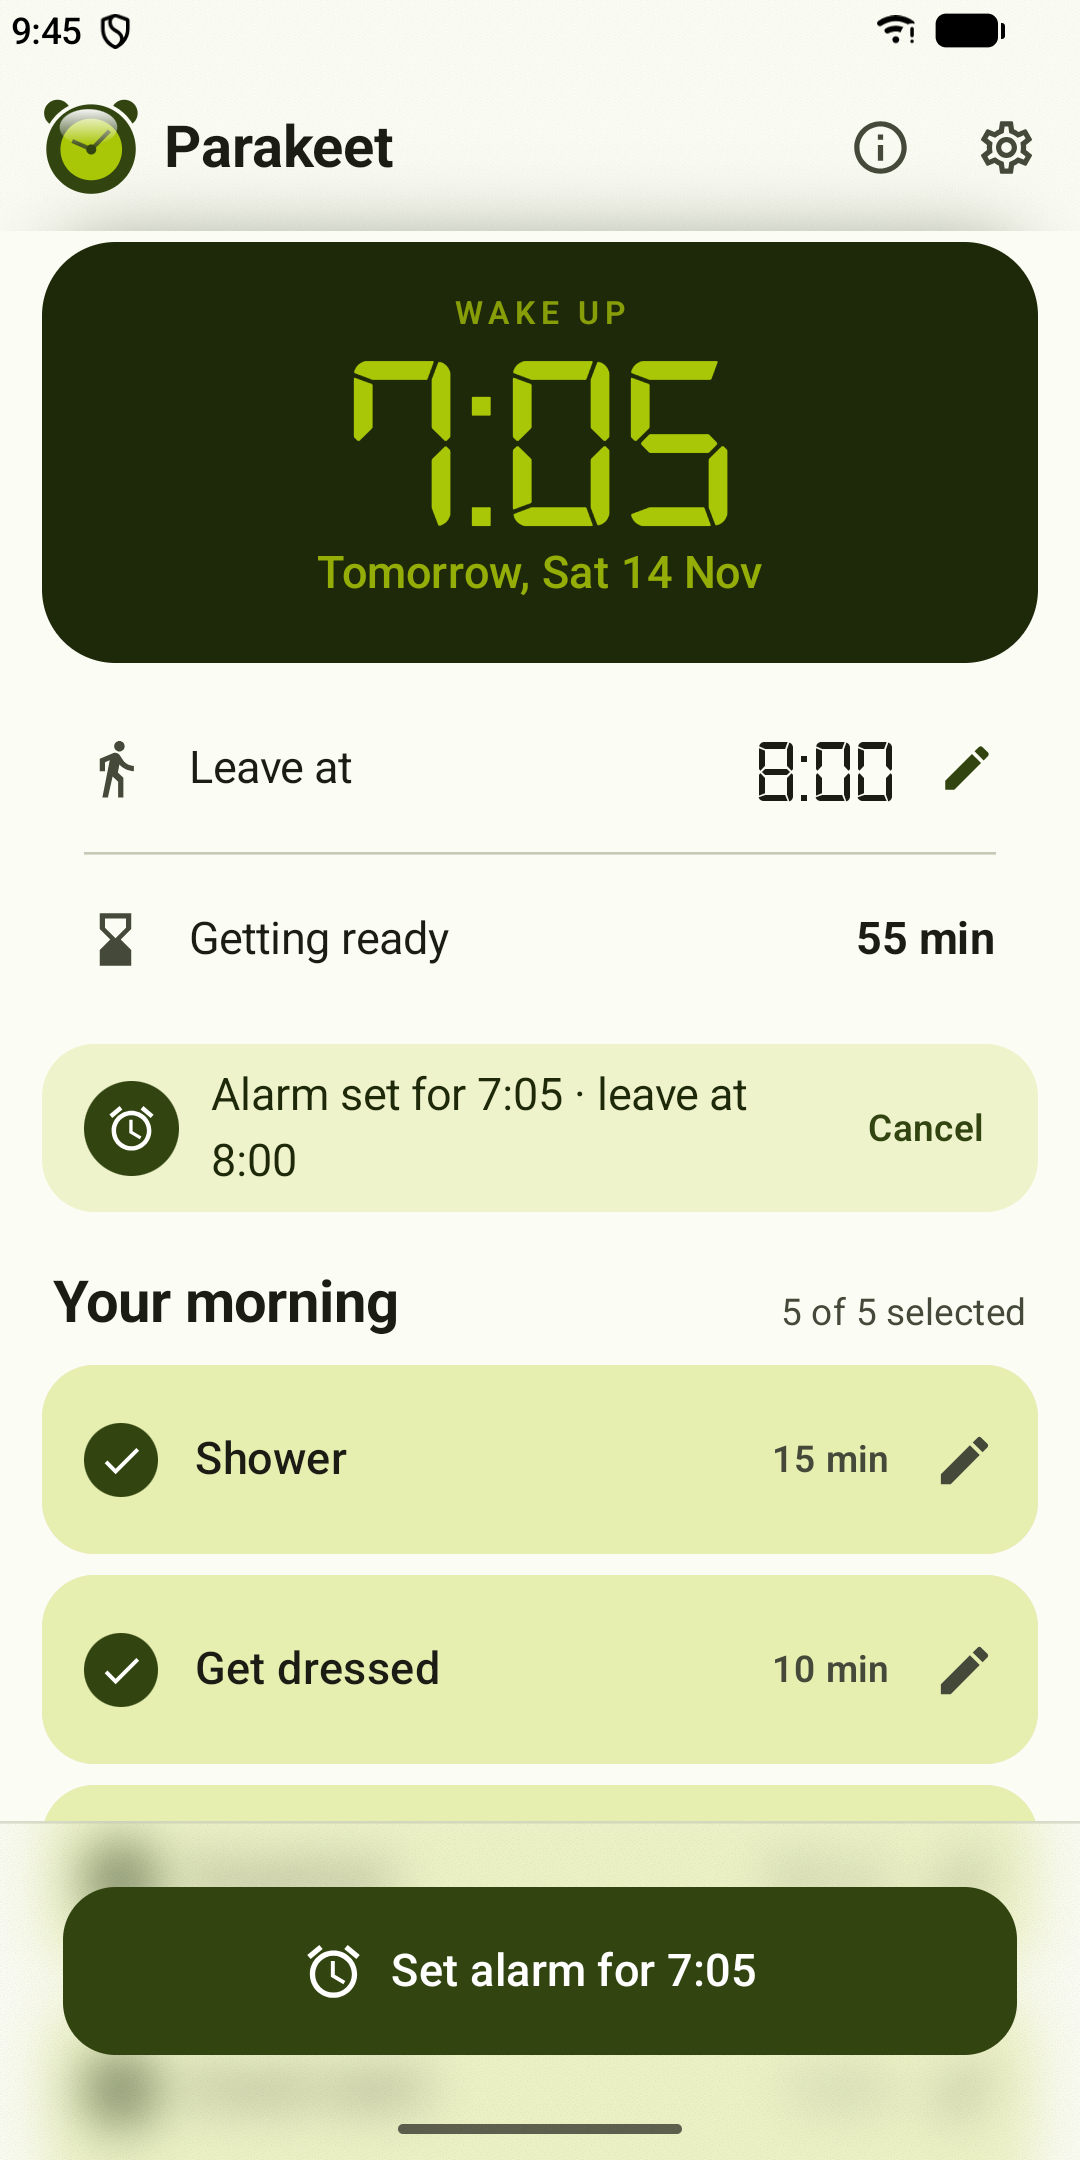 9:45
Parakeet
WAKE UP
7:05
Tomorrow, Sat 14 Nov
Leave at
8:00
Getting ready
55 min
Alarm set for 7:05 · leave at
8:00
Cancel
Your morning
5 of 5 selected
Shower
15 min
Get dressed
10 min
Set alarm for 7:05